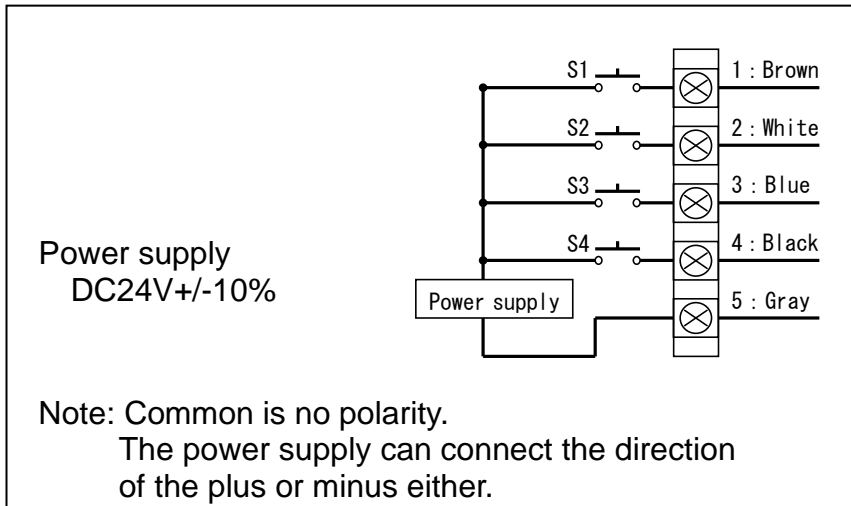 S1
1 : Brown
S2
2 : White
S3
3 : Blue
S4
4 : Black
Power supply
DC24V+/-10%
Power supply
5 : Gray
Note: Common is no polarity.
The power supply can connect the direction
of the plus or minus either.